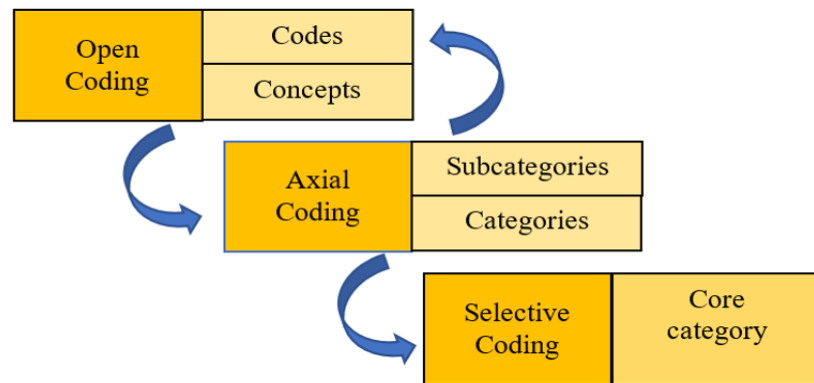 Open
Coding
Codes
Concepts
Axial
Coding
Subcategories
Categories
Selective
Coding
Core
category